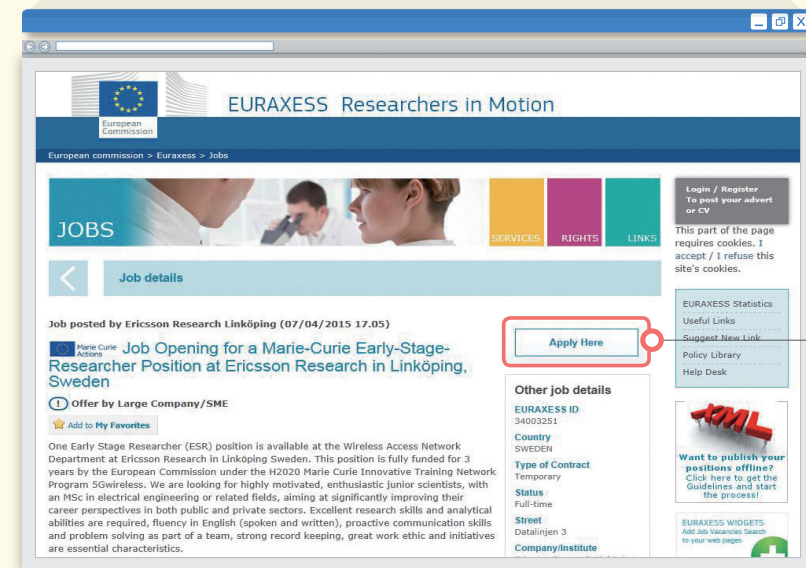 EURAXESS Researchers in Motion
European
Commission
European commission > Euraxess > Jobs
JOBS
SERVICES
RIGHTS
LINKS
Login / Register
To post your advert
or CV
This part of the page
requires cookies. I
accept / I refuse this
site's cookies.
Job details
EURAXESS Statistics
Useful Links
Suggest New Link
Policy Library
Help Desk
Job posted by Ericsson Research Linköping (07/04/2015 17.05)
Apply Here
Marie Curie
Actions
Job Opening for a Marie-Curie Early-Stage-
Researcher Position at Ericsson Research in Linköping,
Sweden
! Offer by Large Company/SME
Add to My Favorites
One Early Stage Researcher (ESR) position is available at the Wireless Access Network
Department at Ericsson Research in Linköping Sweden. This position is fully funded for 3
years by the European Commission under the H2020 Marie Curie Innovative Training Network
Program 5Gwireless. We are looking for highly motivated, enthusiastic junior scientists, with
an MSc in electrical engineering or related fields, aiming at significantly improving their
career perspectives in both public and private sectors. Excellent research skills and analytical
abilities are required, fluency in English (spoken and written), proactive communication skills
and problem solving as part of a team, strong record keeping, great work ethic and initiatives
are essential characteristics.
Other job details
EURAXESS ID
34003251
Country
SWEDEN
Type of Contract
Temporary
Status
Full-time
Street
Datalinjen 3
Company/Institute
XML
Want to publish your
positions offline?
Click here to get the
Guidelines and start
the process!
EURAXESS WIDGETS
Add Job Vacancies Search
to your web pages